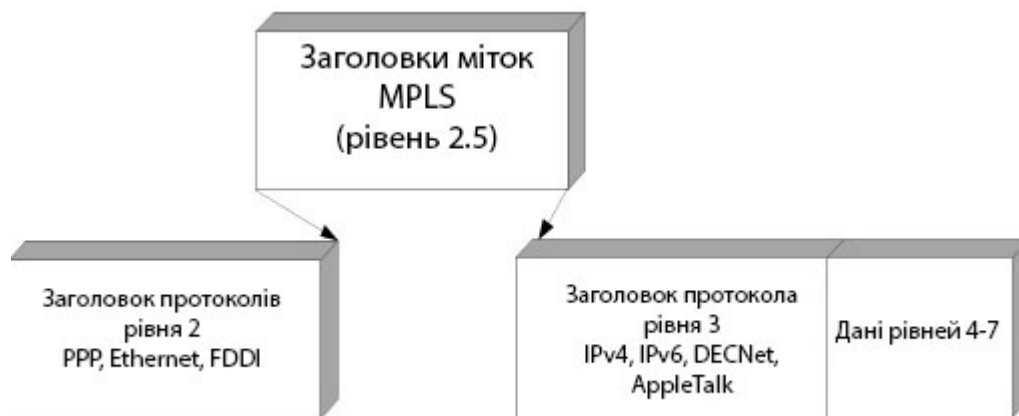 Заголовки міток
MPLS
(рівень 2.5)
Заголовок протоколів
рівня 2
PPP, Ethernet, FDDI
Заголовок протокола
рівня 3
IPv4, IPv6, DECNet,
AppleTalk
Дані рівней 4-7